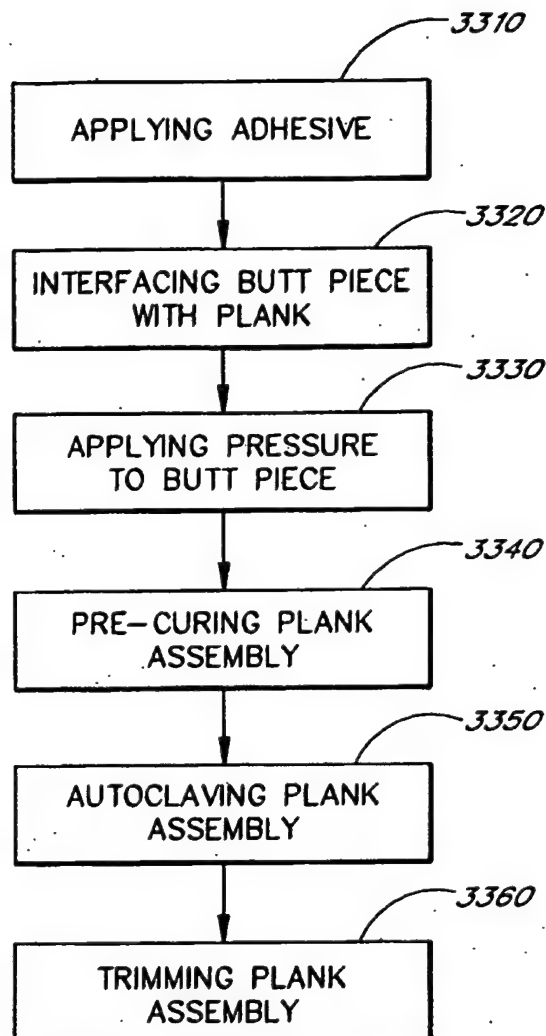 3310
APPLYING ADHESIVE
3320
INTERFACING BUTT PIECE
WITH PLANK
3330
APPLYING PRESSURE
TO BUTT PIECE
3340
PRE-CURING PLANK
ASSEMBLY
3350
AUTOCLAVING PLANK
ASSEMBLY
3360
TRIMMING PLANK
ASSEMBLY